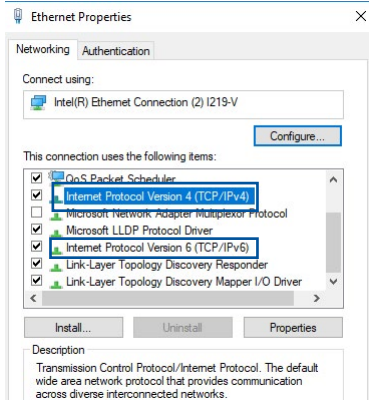 Ethernet Properties
Networking Authentication
Connect using:
Intel(R) Ethernet Connection (2) I219-V
Configure...
This connection uses the following items:
QoS Packet Scheduler
Internet Protocol Version 4 (TCP/IPv4)
Microsoft Network Adapter Multiplexor Protocol
Microsoft LLDP Protocol Driver
Internet Protocol Version 6 (TCP/IPv6)
Link-Layer Topology Discovery Responder
Link-Layer Topology Discovery Mapper I/O Driver
Install... Uninstall Properties
Description
Transmission Control Protocol/Internet Protocol. The default
wide area network protocol that provides communication
across diverse interconnected networks.